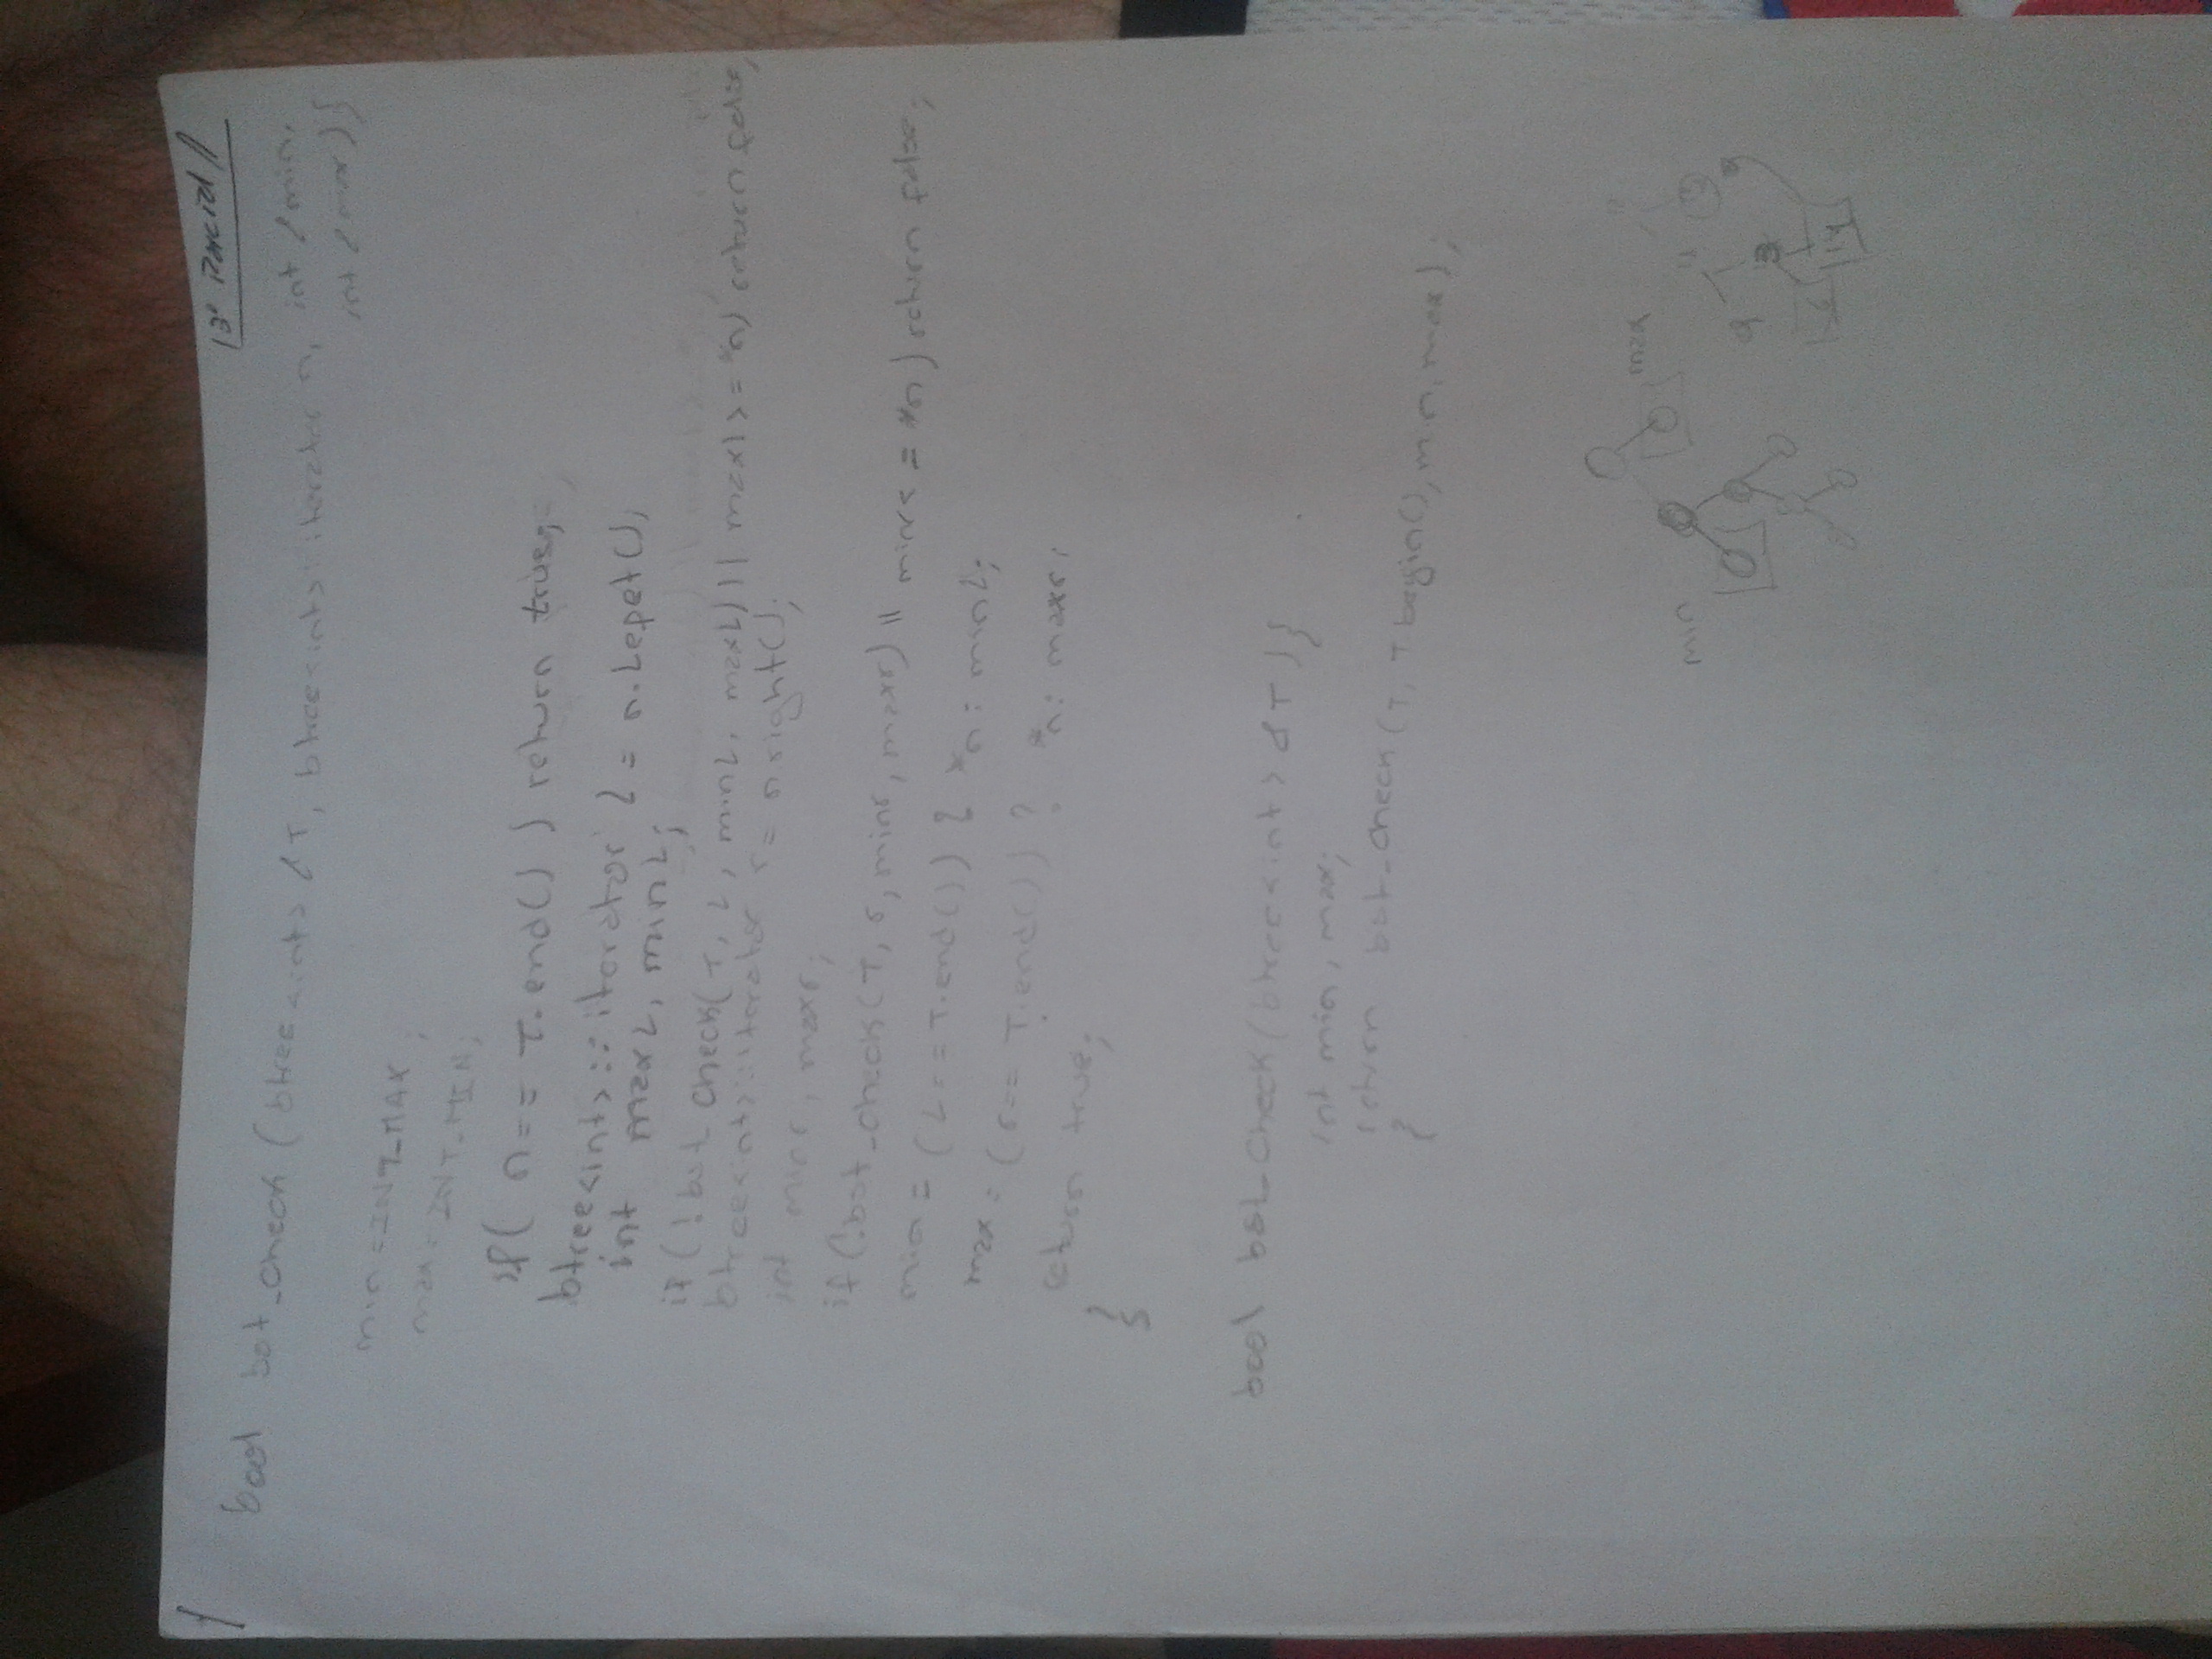 1
3° Parcial
bool bst_check (btree<int> &T, btree<int>::iterator n, int &min,
int &max){
min=INT_MAX;
max=INT_MIN;
if( n== T.end() ) return true;
btree<int>::iterator l = n.Lefet();
int maxL, minL;
if (!bst_check(T, L, minL, maxL) || maxL>= *n) return false;
btree<int>::iterator r= n.right();
int minr, maxr;
if(!bst_check(T, r, minr, maxr) || minr<= *n) return false;
min = (L== T.end()) ? *n: minL;
max = (r== T.end()) ? *n: maxr;
return true;
}
bool bst_check(btree<int> &T){
int min, max;
return bst_check(T, T.begin(), min, max);
}
max
min
9
3
14